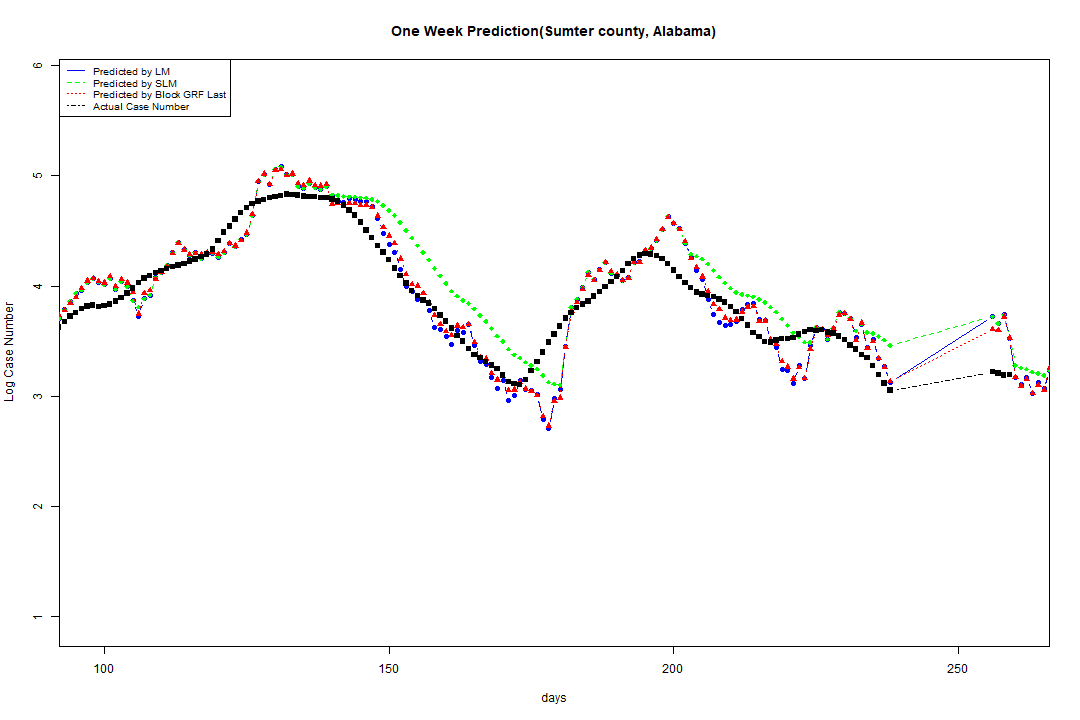 One Week Prediction(Sumter county, Alabama)
Predicted by LM
Predicted by SLM
Predicted by Block GRF Last
Actual Case Number
6
5
4
3
2
1
Log Case Number
100
150
200
250
days